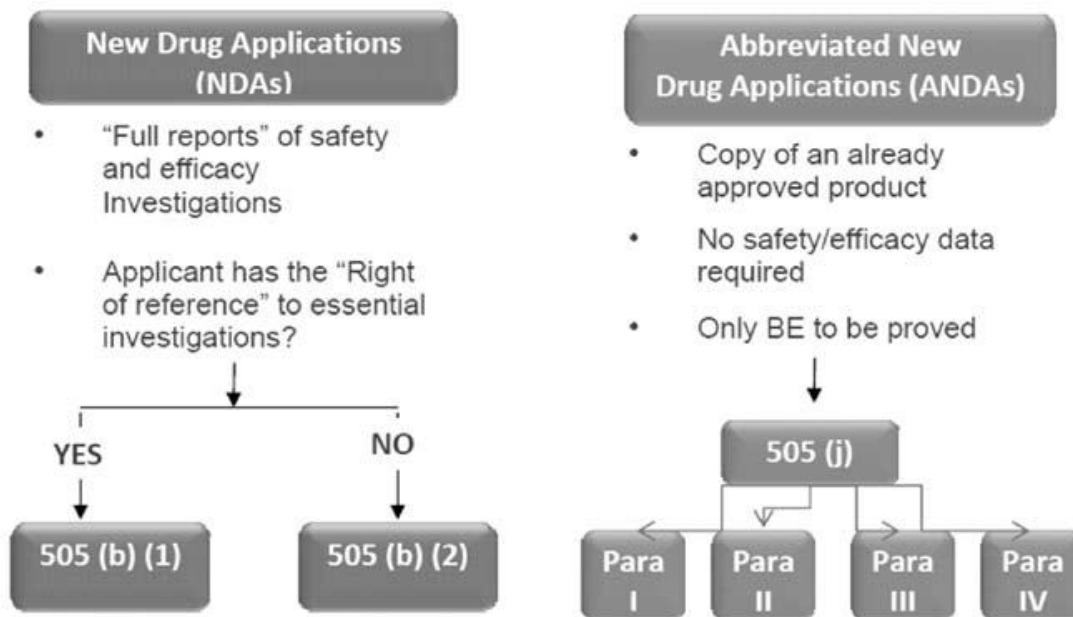 New Drug Applications
(NDAs)
• “Full reports” of safety
and efficacy
Investigations
• Applicant has the “Right
of reference” to essential
investigations?
YES
NO
505 (b) (1)
505 (b) (2)
Abbreviated New
Drug Applications (ANDAs)
• Copy of an already
approved product
• No safety/efficacy data
required
• Only BE to be proved
505 (j)
Para
I
Para
II
Para
III
Para
IV